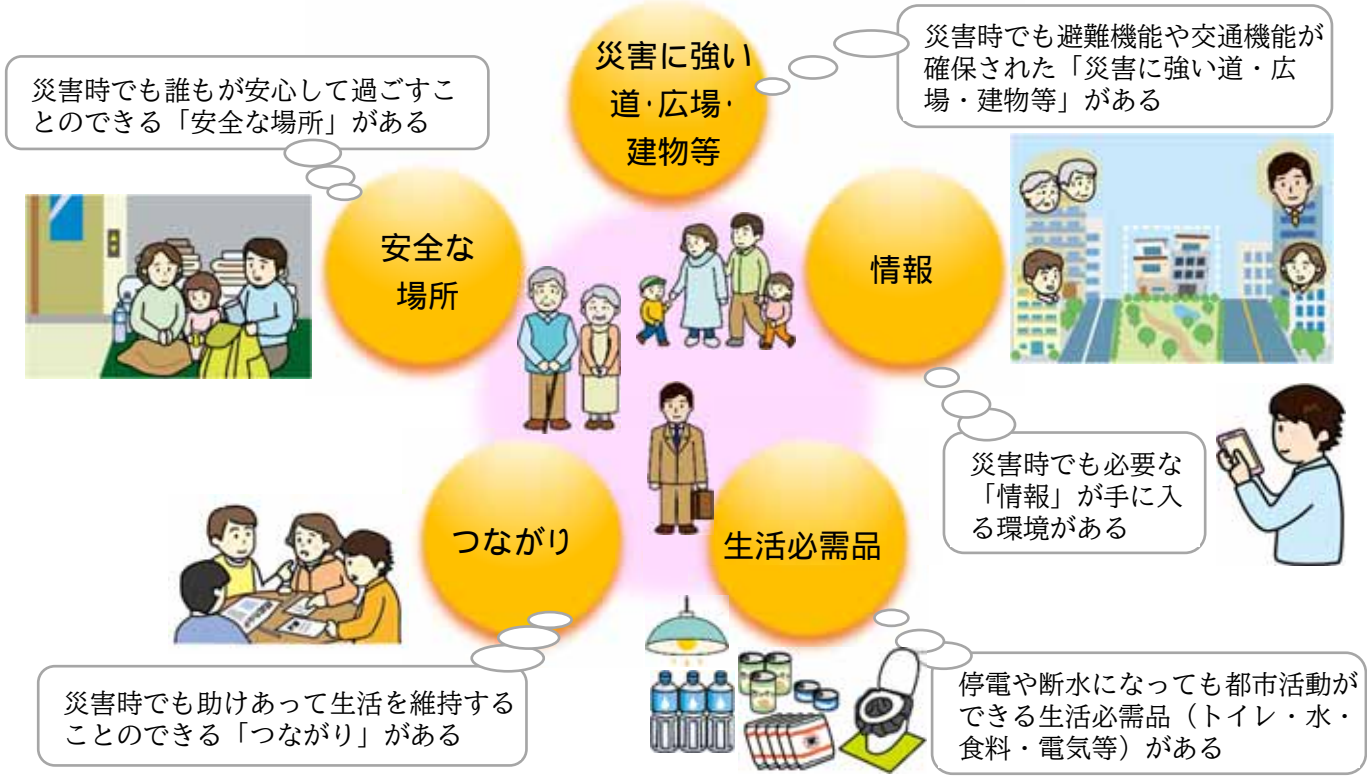 災害に強い
道・広場・
建物等
災害時でも避難機能や交通機能が
確保された「災害に強い道・広
場・建物等」がある
災害時でも誰もが安心して過ごすこ
とのできる「安全な場所」がある
安全な
場所
情報
災害時でも必要な
「情報」が手に入
る環境がある
つながり
生活必需品
災害時でも助けあって生活を維持する
ことのできる「つながり」がある
停電や断水になっても都市活動が
できる生活必需品（トイレ・水・
食料・電気等）がある